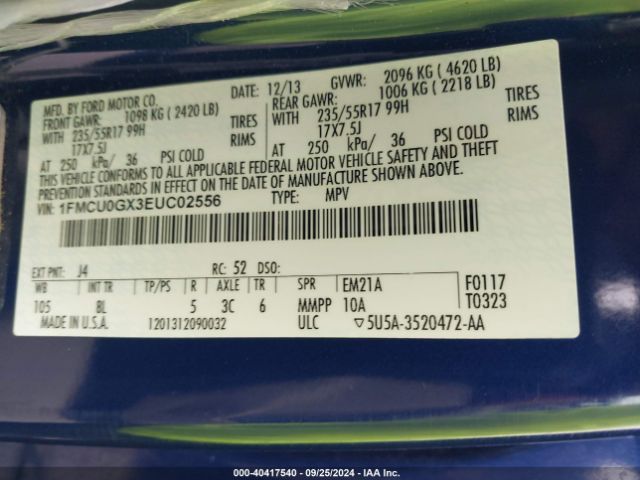 MFD. BY FORD MOTOR CO.
DATE: 12/13 GVWR: 2096 KG ( 4620 LB)
FRONT GAWR: 1098 KG ( 2420 LB)
REAR GAWR: 1006 KG ( 2218 LB)
WITH 235/55R17 99H TIRES
WITH 235/55R17 99H TIRES
17X7.5J RIMS
17X7.5J RIMS
AT 250 kPa/ 36 PSI COLD
AT 250 kPa/ 36 PSI COLD
THIS VEHICLE CONFORMS TO ALL APPLICABLE FEDERAL MOTOR VEHICLE SAFETY AND THEFT
PREVENTION STANDARDS IN EFFECT ON THE DATE OF MANUFACTURE SHOWN ABOVE.
VIN: 1FMCU0GX3EUC02556 TYPE: MPV
EXT PNT: J4 RC: 52 DSO:
WB INT TR TP/PS R AXLE TR SPR EM21A F0117
105 BL 5 3C 6 MMPP 10A T0323
MADE IN U.S.A. 1201312090032 ULC ▽5U5A-3520472-AA
000-40417540 - 09/25/2024 - IAA Inc.